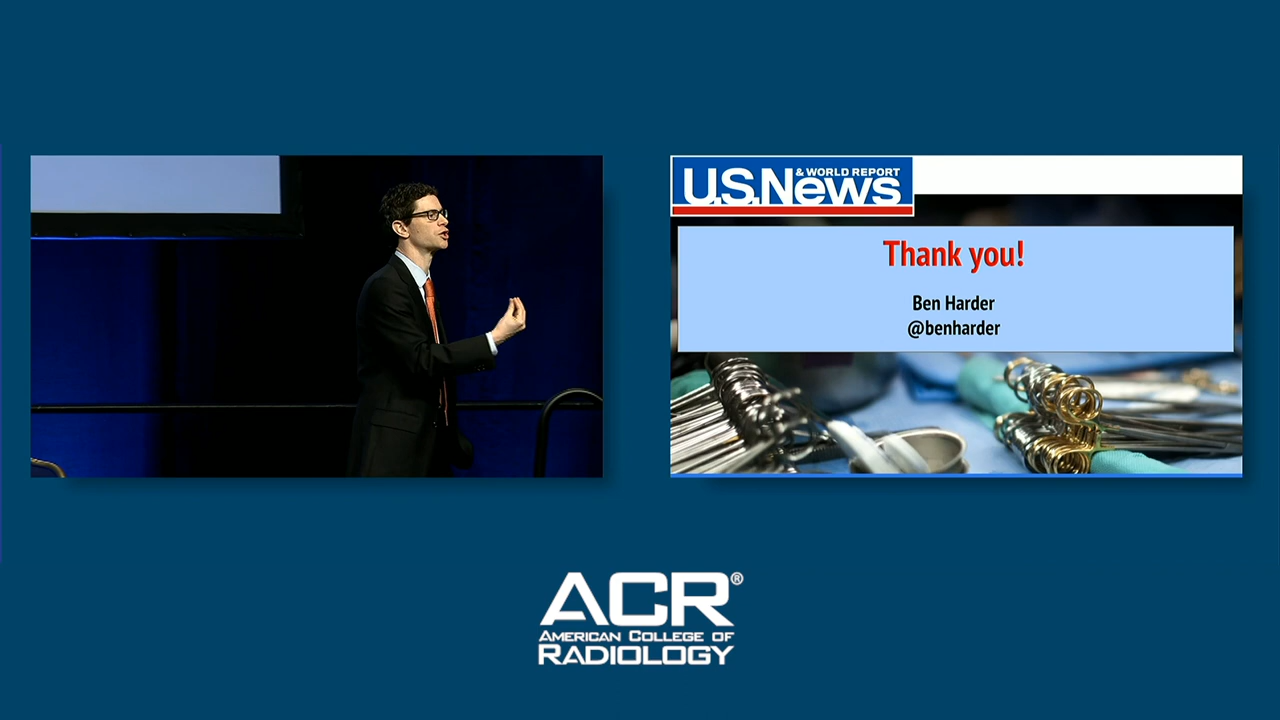 U.S.News
& WORLD REPORT
Thank you!
Ben Harder
@benharder
ACR®
AMERICAN COLLEGE OF
RADIOLOGY